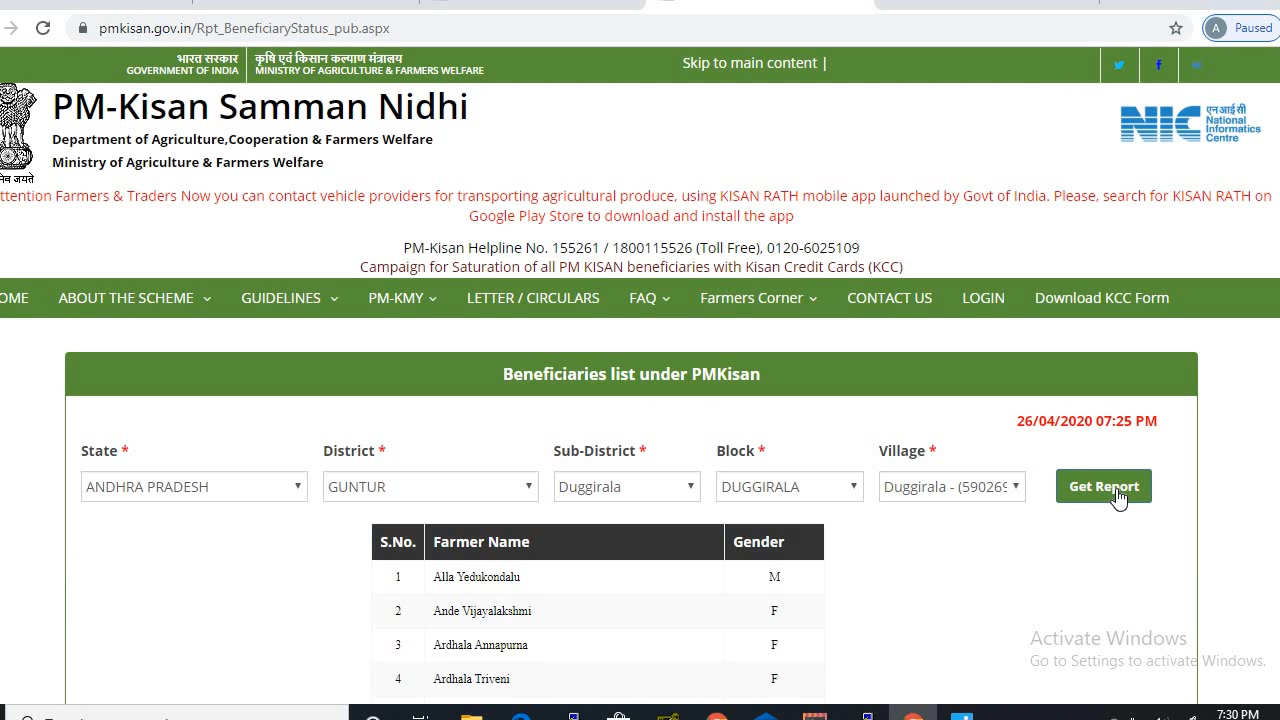 pmkisan.gov.in/Rpt_BeneficiaryStatus_pub.aspx
A Paused
भारत सरकार
GOVERNMENT OF INDIA
कृषि एवं किसान कल्याण मंत्रालय
MINISTRY OF AGRICULTURE & FARMERS WELFARE
Skip to main content |
PM-Kisan Samman Nidhi
Department of Agriculture,Cooperation & Farmers Welfare
Ministry of Agriculture & Farmers Welfare
NIC
एन आई सी
National
Informatics
Centre
ttention Farmers & Traders Now you can contact vehicle providers for transporting agricultural produce, using KISAN RATH mobile app launched by Govt of India. Please, search for KISAN RATH on
Google Play Store to download and install the app
PM-Kisan Helpline No. 155261 / 1800115526 (Toll Free), 0120-6025109
Campaign for Saturation of all PM KISAN beneficiaries with Kisan Credit Cards (KCC)
OME ABOUT THE SCHEME GUIDELINES PM-KMY LETTER / CIRCULARS FAQ Farmers Corner CONTACT US LOGIN Download KCC Form
Beneficiaries list under PMKisan
26/04/2020 07:25 PM
State * District * Sub-District * Block * Village *
ANDHRA PRADESH GUNTUR Duggirala DUGGIRALA Duggirala - (590269 Get Report
S.No. Farmer Name Gender
1 Alla Yedukondalu M
2 Ande Vijayalakshmi F
3 Ardhala Annapurna F
4 Ardhala Triveni F
Activate Windows
Go to Settings to activate Windows.
7:30 PM